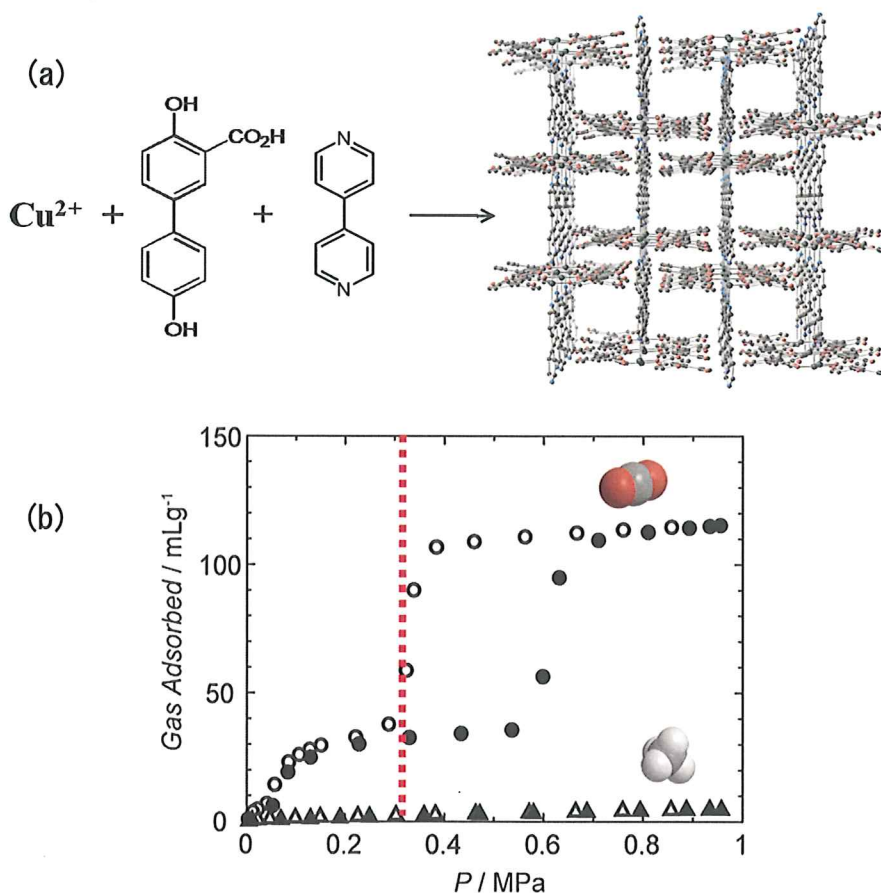 (a)
OH
CO₂H
Cu²⁺ + + 
OH
N
N
(b)
Gas Adsorbed / mLg⁻¹
150
100
50
0
0 0.2 0.4 0.6 0.8 1
P / MPa